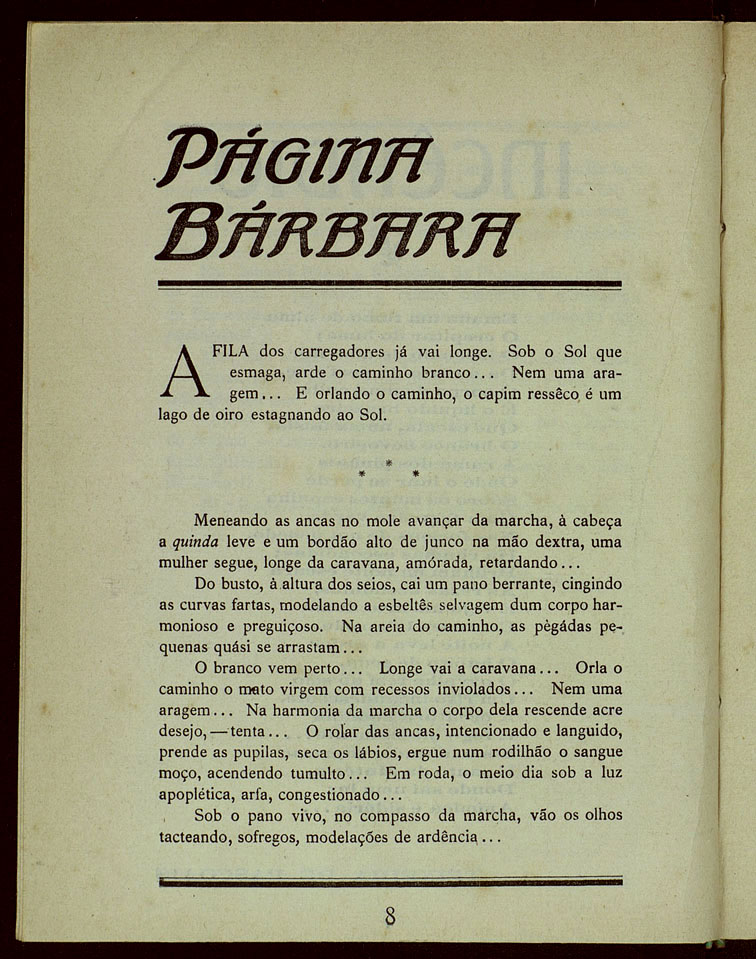 PÁGINA
BÁRBARA
A FILA dos carregadores já vai longe. Sob o Sol que
esmaga, arde o caminho branco... Nem uma ara-
gem... E orlando o caminho, o capim ressêco é um
lago de oiro estagnando ao Sol.
*
* *
Meneando as ancas no mole avançar da marcha, à cabeça
a quinda leve e um bordão alto de junco na mão dextra, uma
mulher segue, longe da caravana, amórada, retardando...
Do busto, à altura dos seios, cai um pano berrante, cingindo
as curvas fartas, modelando a esbeltês selvagem dum corpo har-
monioso e preguiçoso. Na areia do caminho, as pègádas pe-
quenas quási se arrastam...
O branco vem perto... Longe vai a caravana... Orla o
caminho o mato virgem com recessos inviolados... Nem uma
aragem... Na harmonia da marcha o corpo dela rescende acre
desejo,—tenta... O rolar das ancas, intencionado e languido,
prende as pupilas, seca os lábios, ergue num rodilhão o sangue
moço, acendendo tumulto... Em roda, o meio dia sob a luz
apoplética, arfa, congestionado...
Sob o pano vivo, no compasso da marcha, vão os olhos
tacteando, sofregos, modelações de ardência...
8